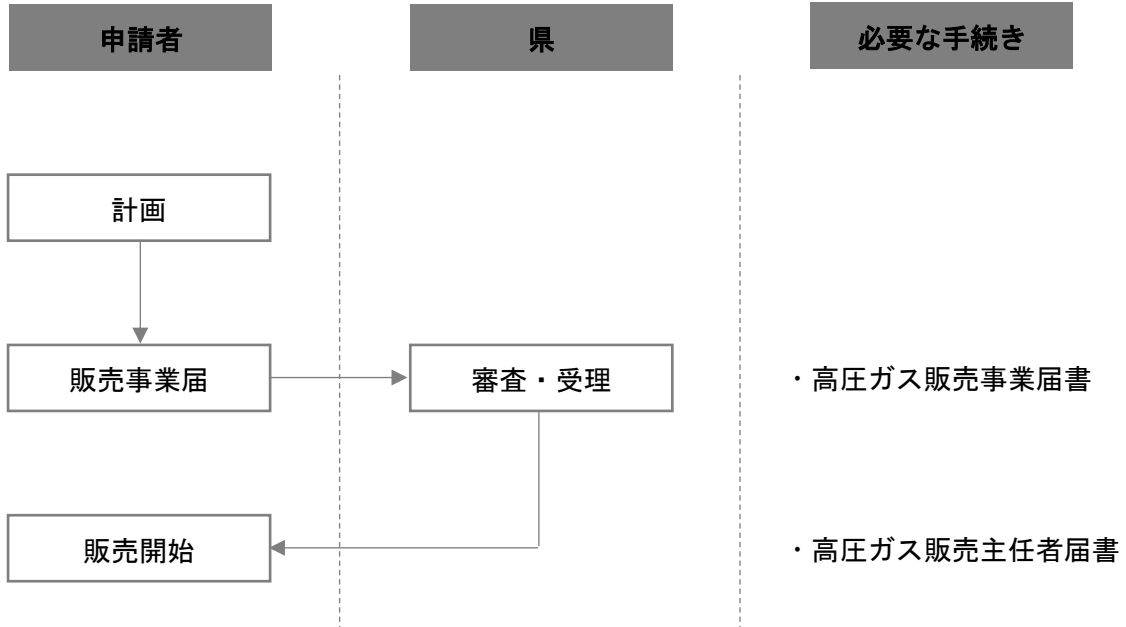 申請者
県
必要な手続き
計画
販売事業届
審査・受理
・高圧ガス販売事業届書
販売開始
・高圧ガス販売主任者届書